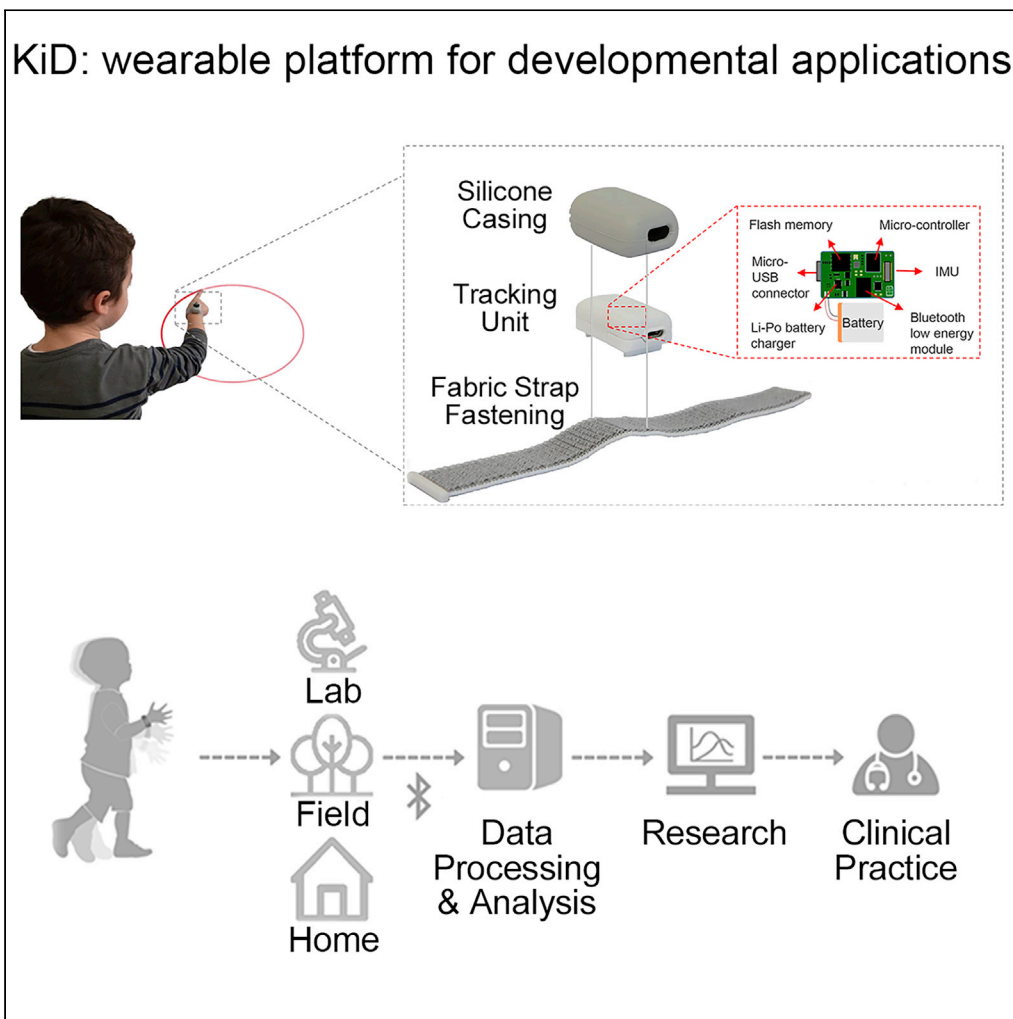 KiD: wearable platform for developmental applications
Silicone
Casing
Tracking
Unit
Fabric Strap
Fastening
Flash memory
Micro-controller
Micro-
USB
connector
IMU
Li-Po battery
charger
Battery
Bluetooth
low energy
module
Lab
Field
Home
Data
Processing
& Analysis
Research
Clinical
Practice